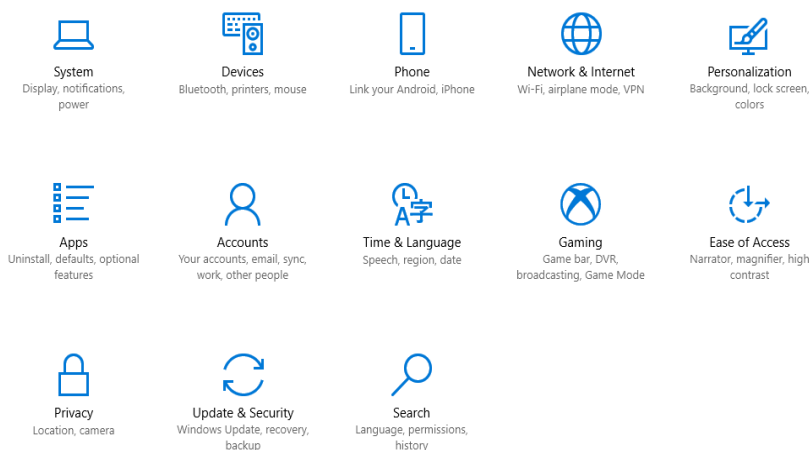 System
Display, notifications,
power
Devices
Bluetooth, printers, mouse
Phone
Link your Android, iPhone
Network & Internet
Wi-Fi, airplane mode, VPN
Personalization
Background, lock screen,
colors
Apps
Uninstall, defaults, optional
features
Accounts
Your accounts, email, sync,
work, other people
A字
Time & Language
Speech, region, date
Gaming
Game bar, DVR,
broadcasting, Game Mode
Ease of Access
Narrator, magnifier, high
contrast
Privacy
Location, camera
Update & Security
Windows Update, recovery,
backup
Search
Language, permissions,
history